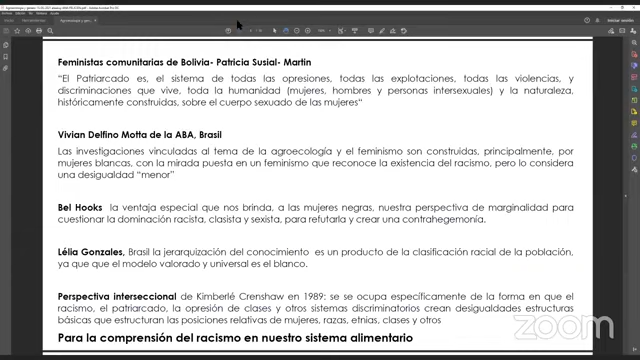 Feministas comunitarias de Bolivia- Patricia Susial- Martin
"El Patriarcado es, el sistema de todas las opresiones, todas las explotaciones, todas las violencias, y
discriminaciones que vive, toda la humanidad (mujeres, hombres y personas intersexuales) y la naturaleza,
históricamente construidas, sobre el cuerpo sexuado de las mujeres"
Vivian Delfino Motta de la ABA, Brasil
Las investigaciones vinculadas al tema de la agroecología y el feminismo son construidas, principalmente, por
mujeres blancas, con la mirada puesta en un feminismo que reconoce la existencia del racismo, pero lo considera
una desigualdad "menor"
Bel Hooks la ventaja especial que nos brinda, a las mujeres negras, nuestra perspectiva de marginalidad para
cuestionar la dominación racista, clasista y sexista, para refutarla y crear una contrahegemonía.
Lélia Gonzales, Brasil la jerarquización del conocimiento es un producto de la clasificación racial de la población,
ya que que el modelo valorado y universal es el blanco.
Perspectiva interseccional de Kimberlé Crenshaw en 1989: se se ocupa específicamente de la forma en que el
racismo, el patriarcado, la opresión de clases y otros sistemas discriminatorios crean desigualdades estructuras
básicas que estructuran las posiciones relativas de mujeres, razas, etnias, clases y otros
Para la comprensión del racismo en nuestro sistema alimentario
zoom